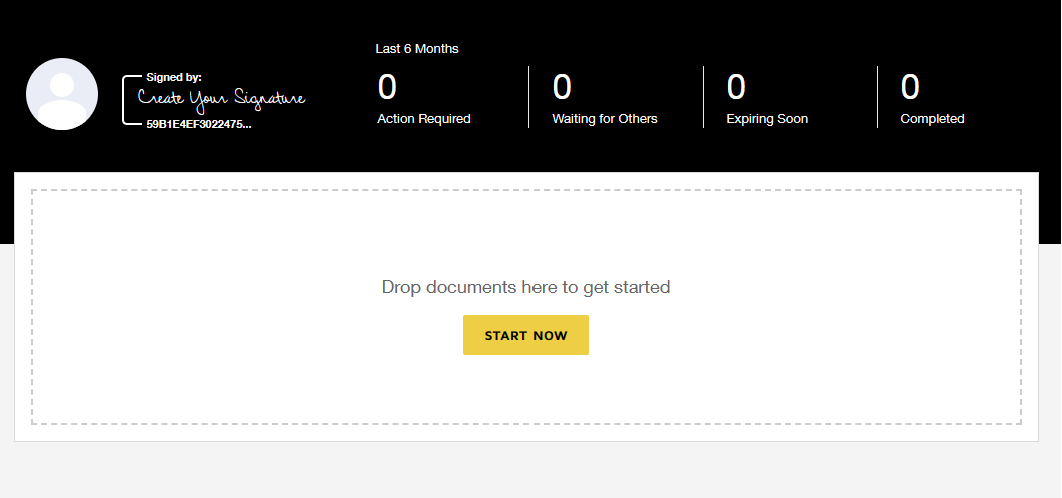 Last 6 Months
Signed by:
Create Your Signature
59B1E4EF3022475...
0
Action Required
0
Waiting for Others
0
Expiring Soon
0
Completed
Drop documents here to get started
START NOW